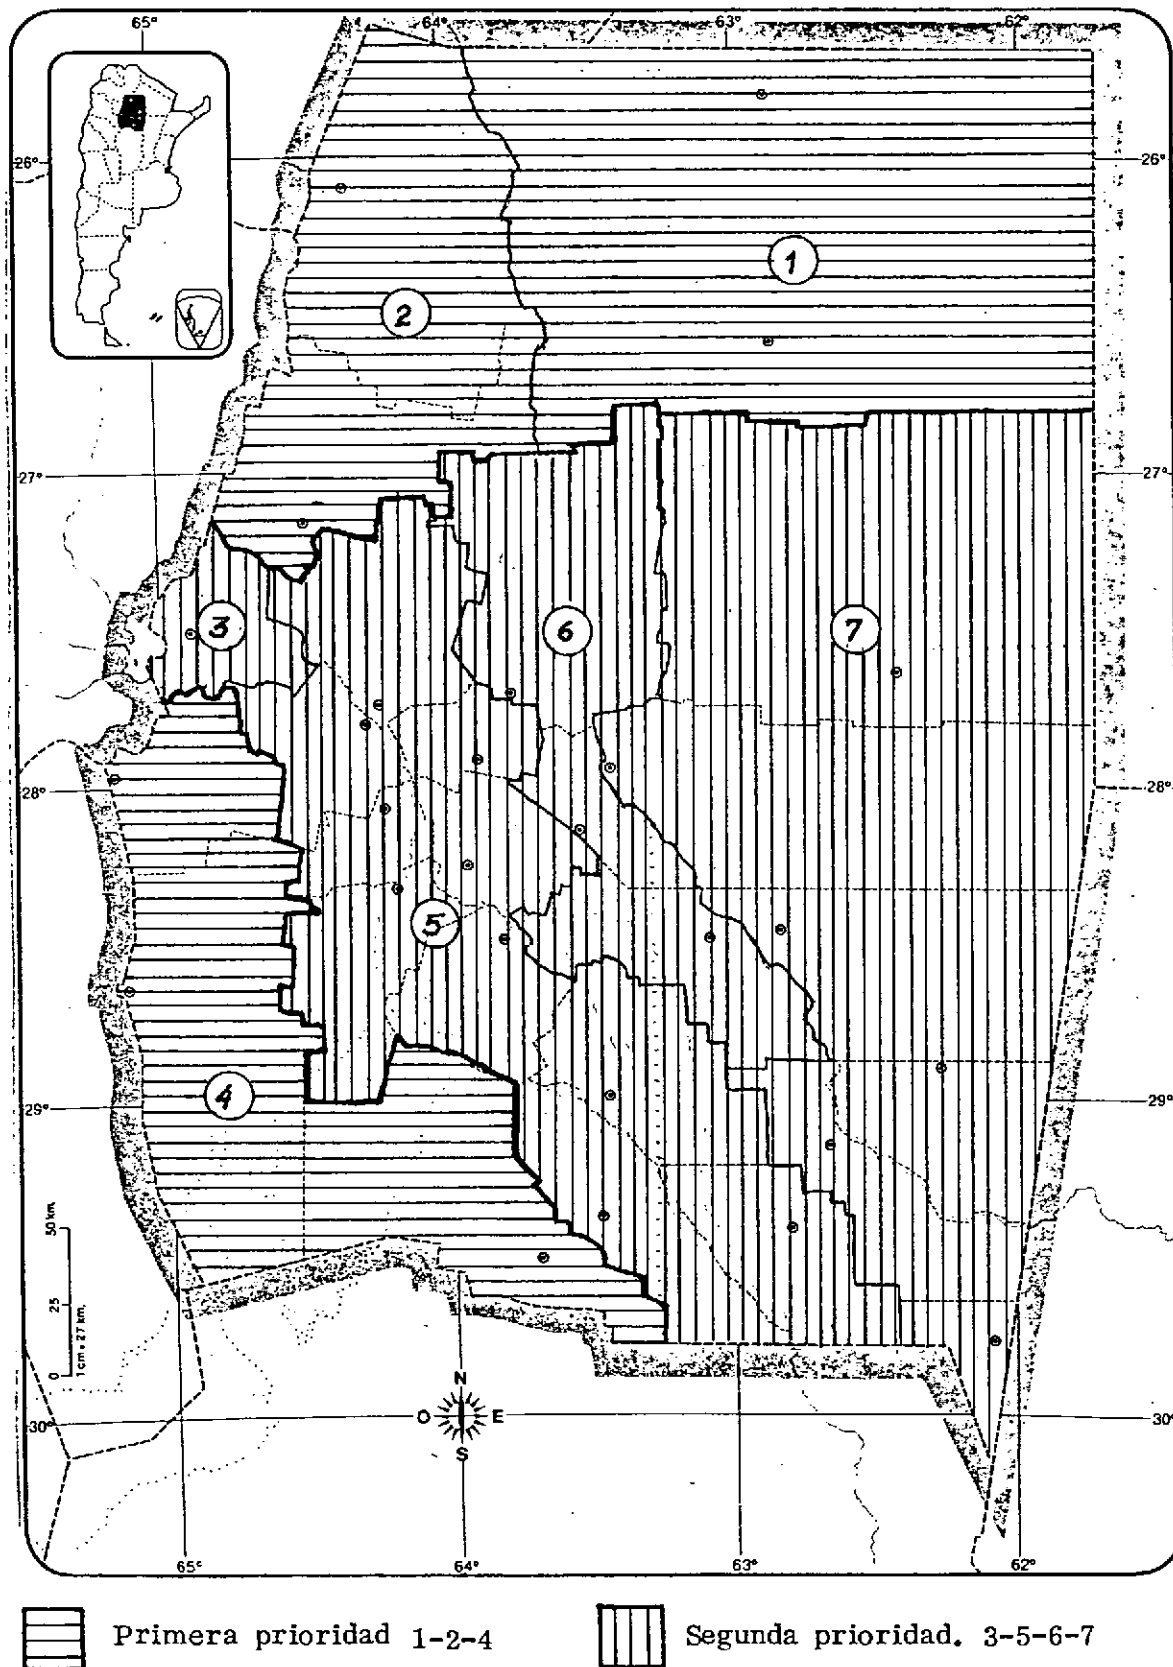 65° 64° 63° 62°
26° 26°
1
2
27° 27°
3 6 7
28° 28°
5
4
29° 29°
50 km.
25
0
1 cm = 27 km.
N
O E
S
30° 30°
65° 64° 63° 62°
Primera prioridad 1-2-4 Segunda prioridad. 3-5-6-7